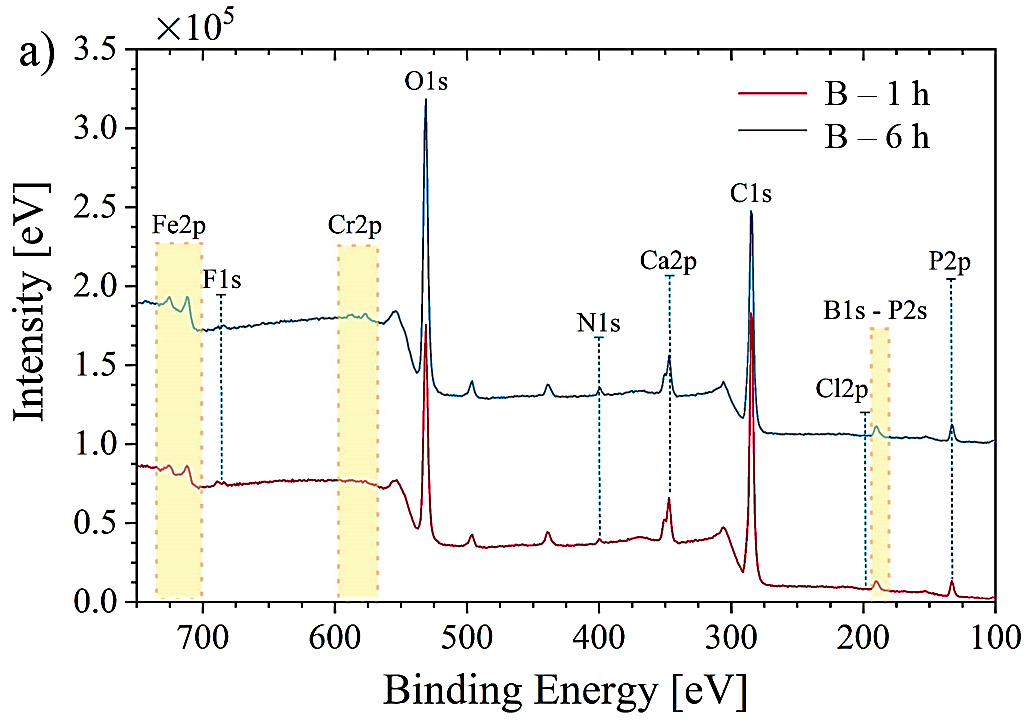 a)
×10⁵
3.5
3.0
2.5
2.0
1.5
1.0
0.5
0.0
Intensity [eV]
B – 1 h
B – 6 h
O1s
C1s
Fe2p
Cr2p
F1s
Ca2p
P2p
N1s
B1s - P2s
Cl2p
700 600 500 400 300 200 100
Binding Energy [eV]